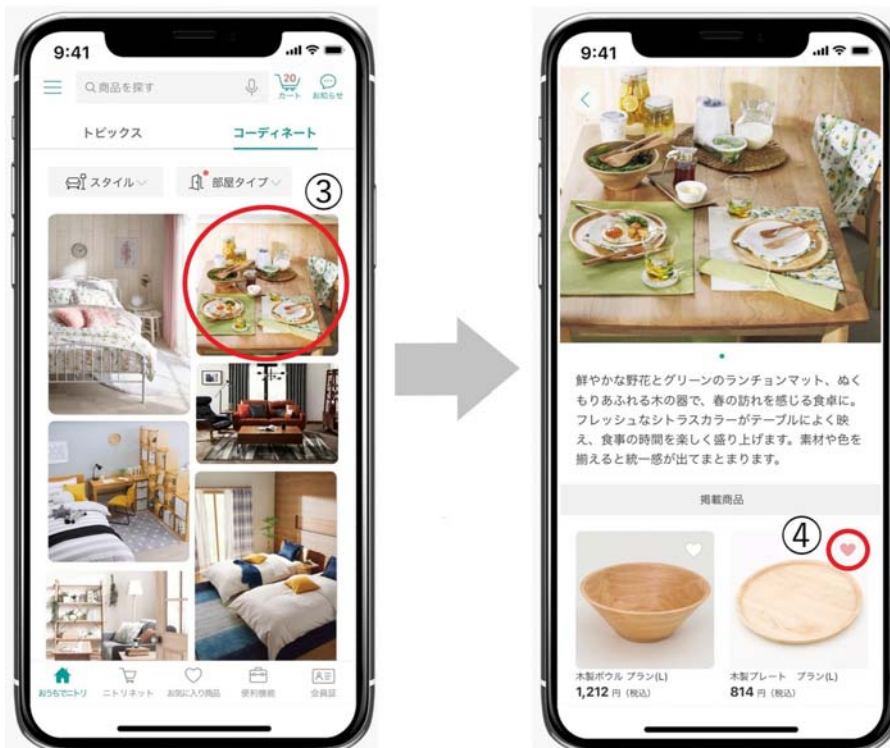 9:41
商品を探す
20
カート
お知らせ
トピックス
コーディネート
スタイル
部屋タイプ
③
おうちでニトリ
ニトリネット
お気に入り商品
便利機能
会員証
9:41
鮮やかな野花とグリーンのランチョンマット、ぬく
もりあふれる木の器で、春の訪れを感じる食卓に。
フレッシュなシトラスカラーがテーブルによく映
え、食事の時間を楽しく盛り上げます。素材や色を
揃えると統一感が出てまとまります。
掲載商品
④
木製ボウル プラン(L)
1,212 円（税込）
木製プレート　プラン(L)
814 円（税込）